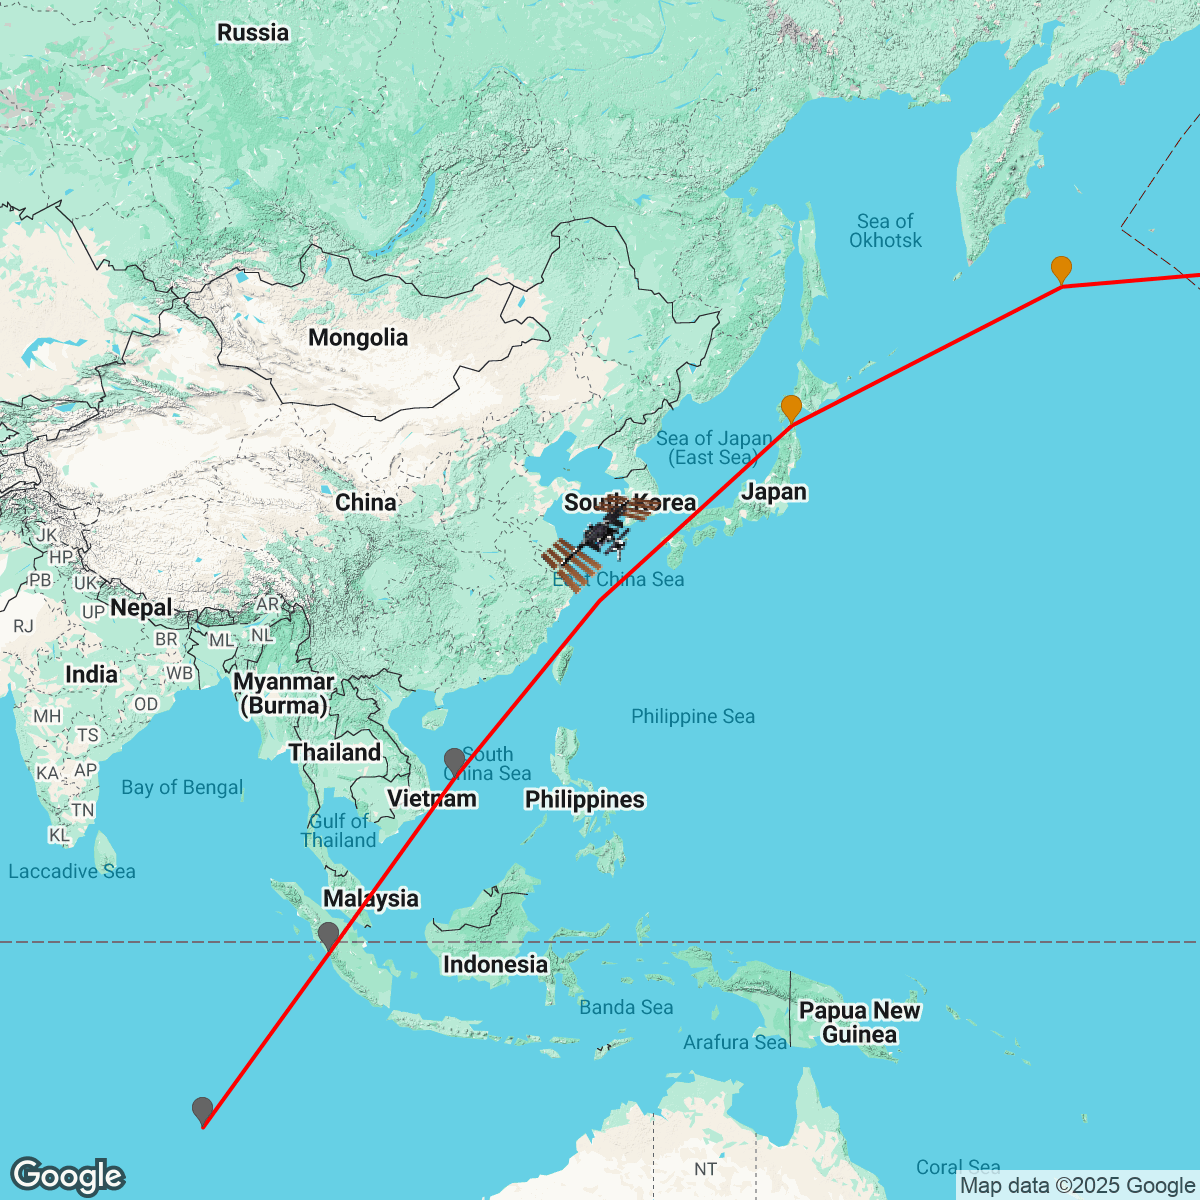 Russia
Sea of
Okhotsk
Mongolia
Sea of Japan
(East Sea)
Japan
China
South Korea
East China Sea
JK
HP
PB
UK
Nepal
AR
UP
RJ
BR
ML
NL
India
WB
Myanmar
(Burma)
OD
MH
TS
Philippine Sea
Thailand
South
China Sea
KA
AP
Bay of Bengal
Vietnam
Philippines
TN
Gulf of
Thailand
KL
Laccadive Sea
Malaysia
Indonesia
Banda Sea
Papua New
Guinea
Arafura Sea
NT
Coral Sea
Google
Map data ©2025 Google